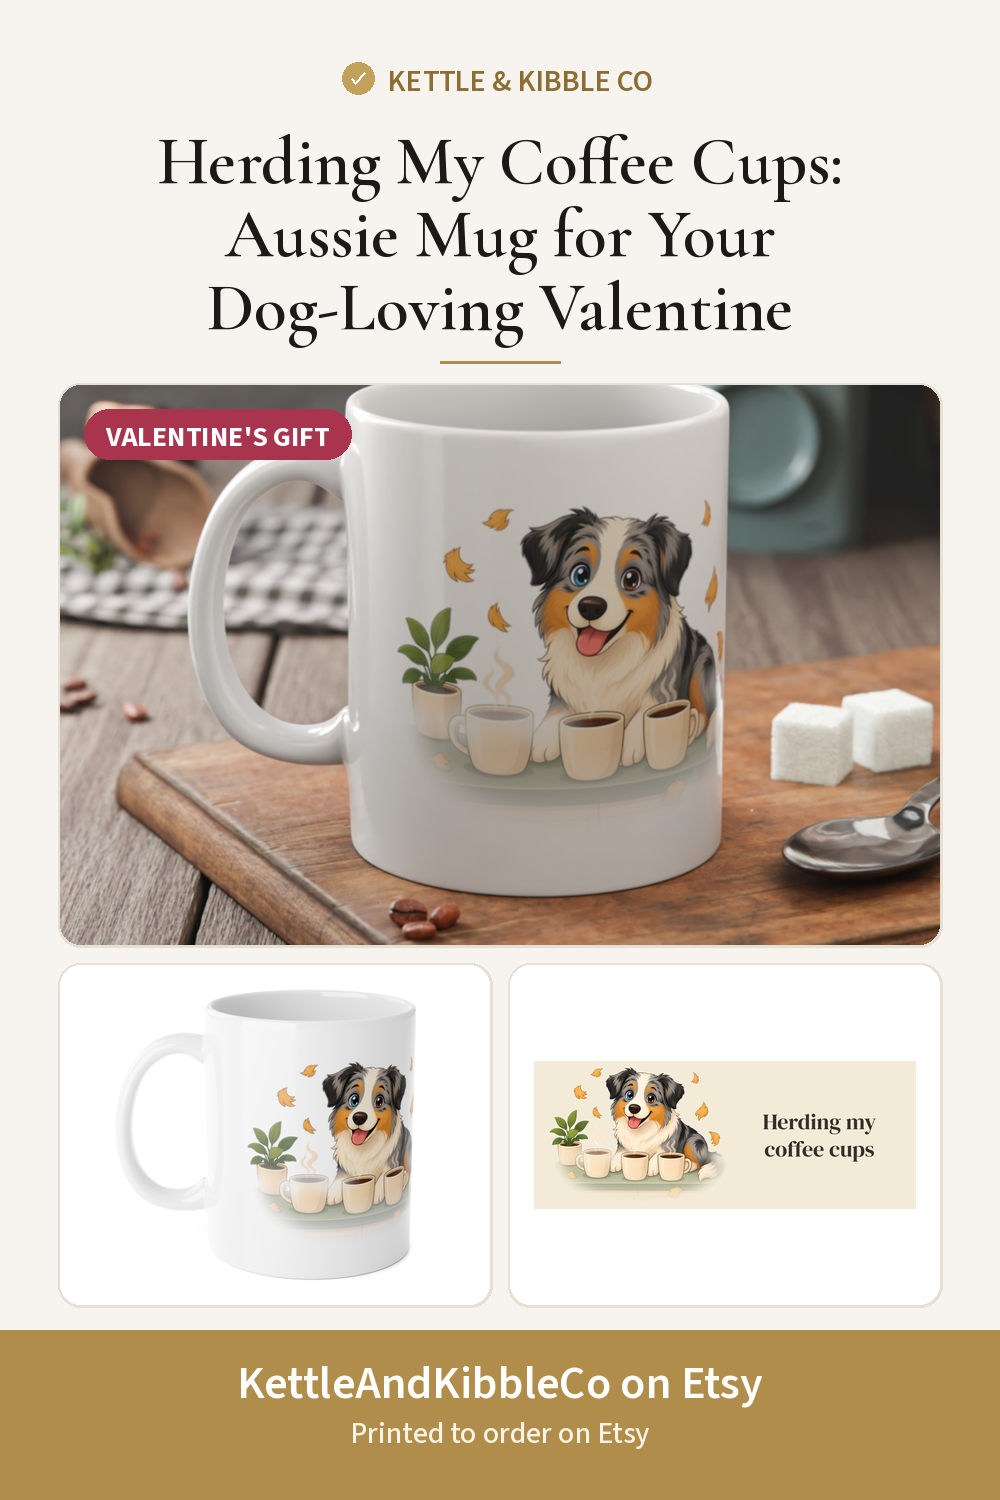 KETTLE & KIBBLE CO
Herding My Coffee Cups:
Aussie Mug for Your
Dog-Loving Valentine
VALENTINE'S GIFT
Herding my
coffee cups
KettleAndKibbleCo on Etsy
Printed to order on Etsy